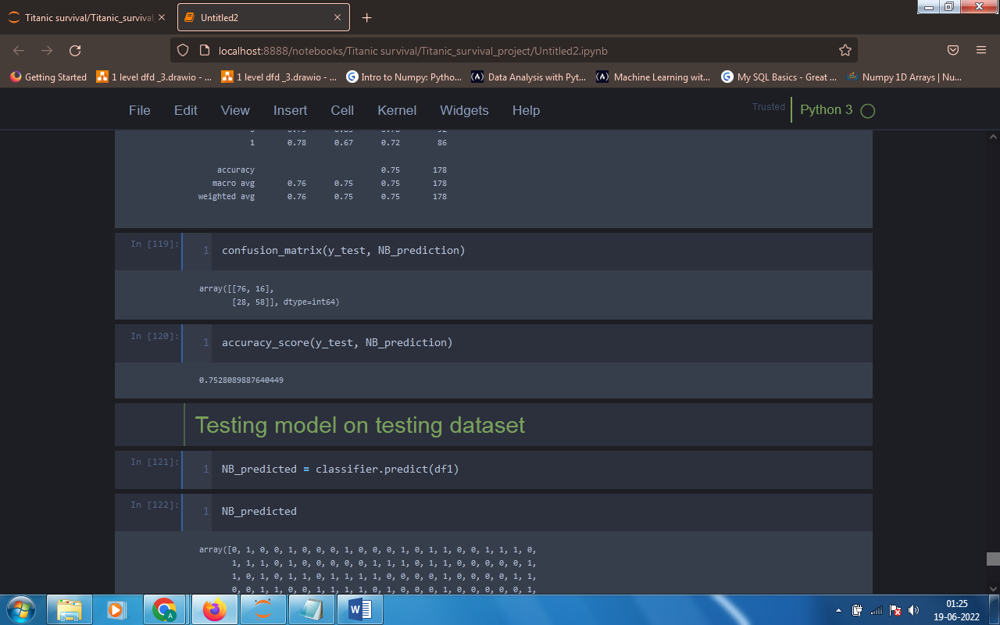 Titanic survival/Titanic_survival_
Untitled2
localhost:8888/notebooks/Titanic survival/Titanic_survival_project/Untitled2.ipynb
Getting Started
1 level dfd _3.drawio - ...
1 level dfd _3.drawio - ...
Intro to Numpy: Pytho...
Data Analysis with Pyt...
Machine Learning wit...
My SQL Basics - Great ...
Numpy 1D Arrays | Nu...
File Edit View Insert Cell Kernel Widgets Help
Trusted
Python 3
1 0.78 0.67 0.72 86
accuracy 0.75 178
macro avg 0.76 0.75 0.75 178
weighted avg 0.76 0.75 0.75 178
In [119]:
1 confusion_matrix(y_test, NB_prediction)
array([[76, 16],
[28, 58]], dtype=int64)
In [120]:
1 accuracy_score(y_test, NB_prediction)
0.7528089887640449
Testing model on testing dataset
In [121]:
1 NB_predicted = classifier.predict(df1)
In [122]:
1 NB_predicted
array([0, 1, 0, 0, 1, 0, 0, 0, 1, 0, 0, 0, 1, 0, 1, 1, 0, 0, 1, 1, 1, 0,
1, 1, 1, 0, 1, 0, 0, 0, 0, 0, 1, 1, 1, 0, 1, 1, 0, 0, 0, 0, 0, 1,
1, 0, 1, 0, 1, 1, 0, 1, 1, 1, 1, 0, 0, 0, 0, 1, 0, 0, 0, 0, 1, 1,
0, 0, 1, 1, 0, 0, 1, 1, 1, 1, 0, 1, 0, 0, 0, 1, 0, 0, 0, 0, 0, 1,
01:25
19-06-2022